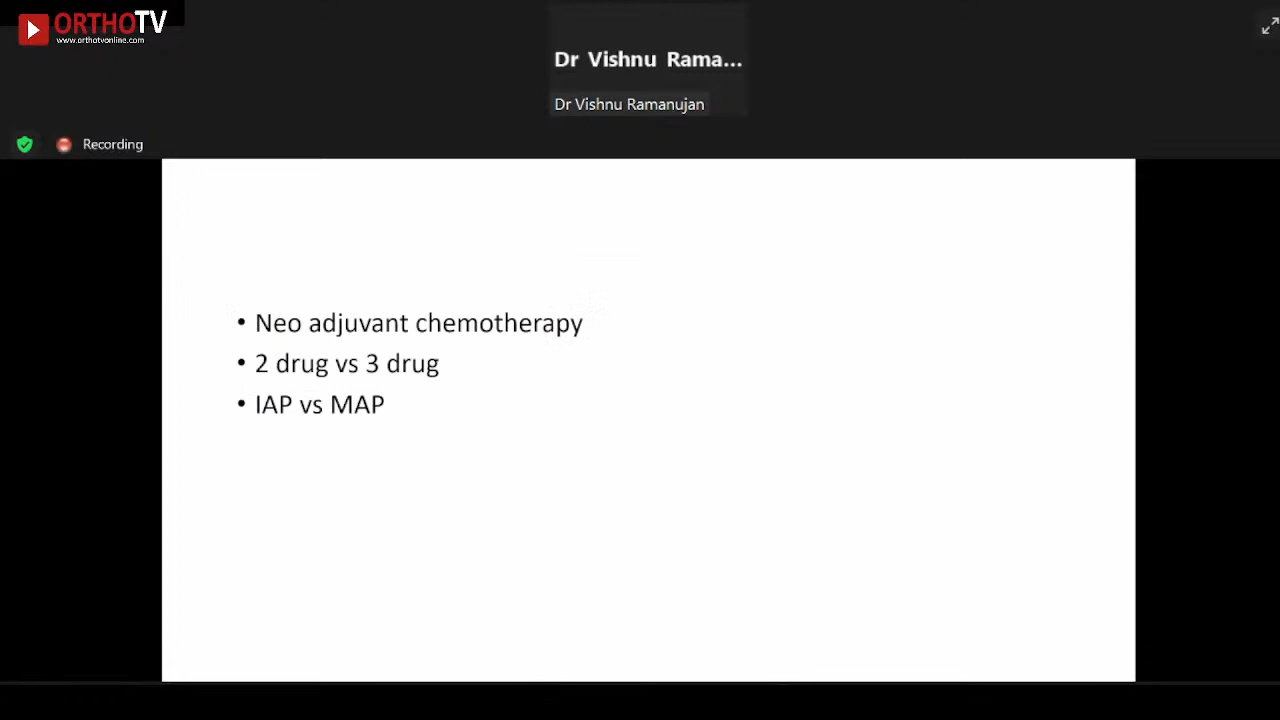 ORTHOTV
www.orthotvonline.com
Dr Vishnu Rama...
Dr Vishnu Ramanujan
Recording
• Neo adjuvant chemotherapy
• 2 drug vs 3 drug
• IAP vs MAP